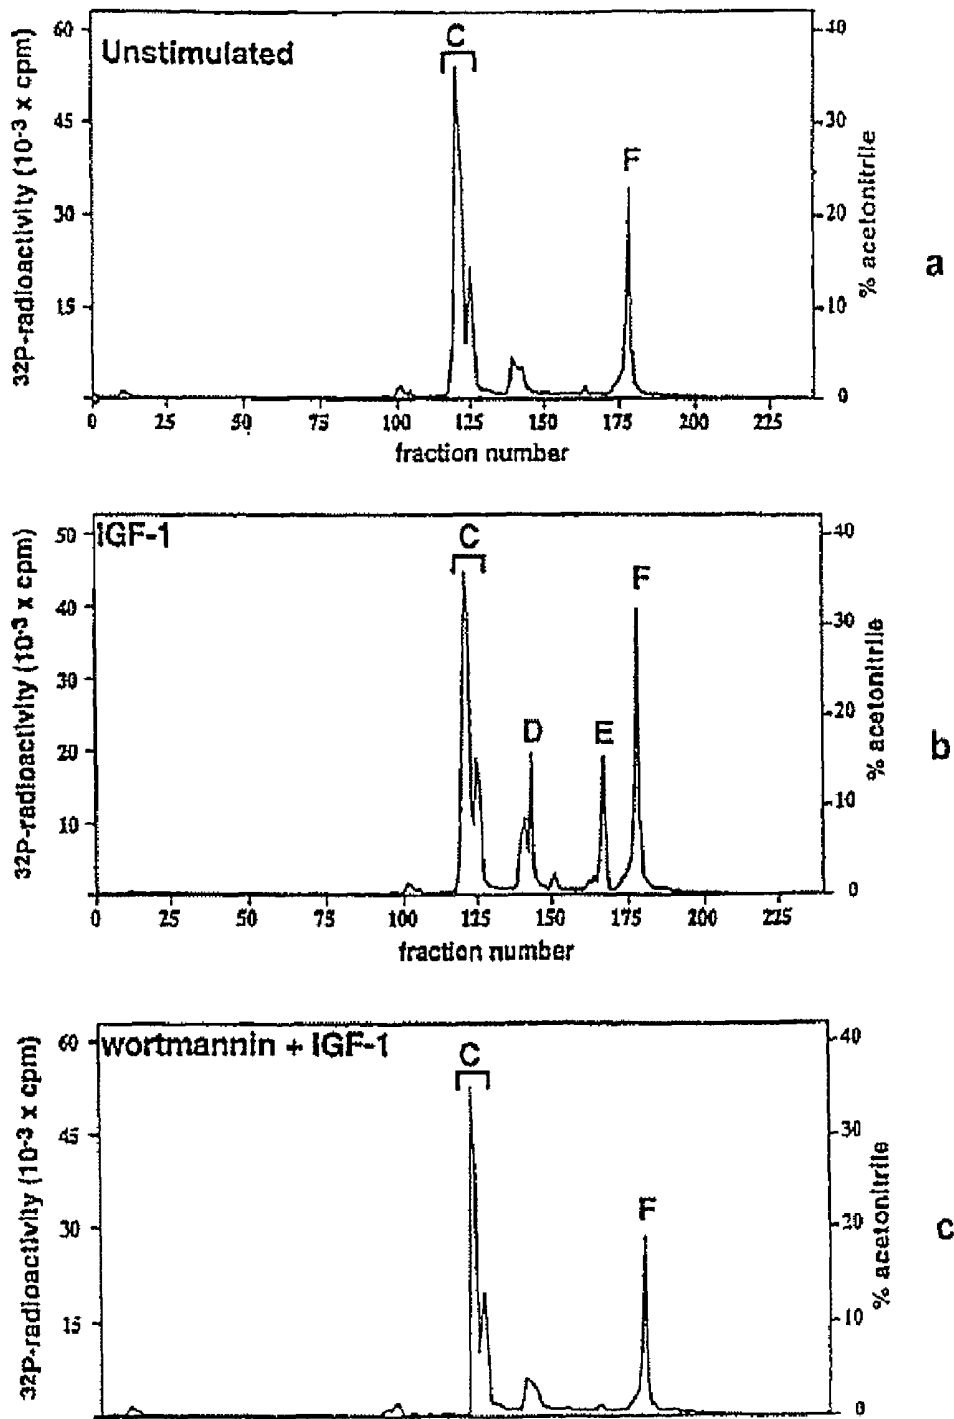 60
C
40
Unstimulated
45
30
30
F
20
a
15
10
0
0 25 50 75 100 125 150 175 200 225
32P-radioactivity (10-3 x cpm)
% acetonitrile
fraction number
50
IGF-1
C
40
40
F
30
30
D
E
20
20
b
10
10
0
0 25 50 75 100 125 150 175 200 225
32P-radioactivity (10-3 x cpm)
% acetonitrile
fraction number
60
wortmannin + IGF-1
C
40
45
30
30
F
20
c
15
10
0
32P-radioactivity (10-3 x cpm)
% acetonitrile